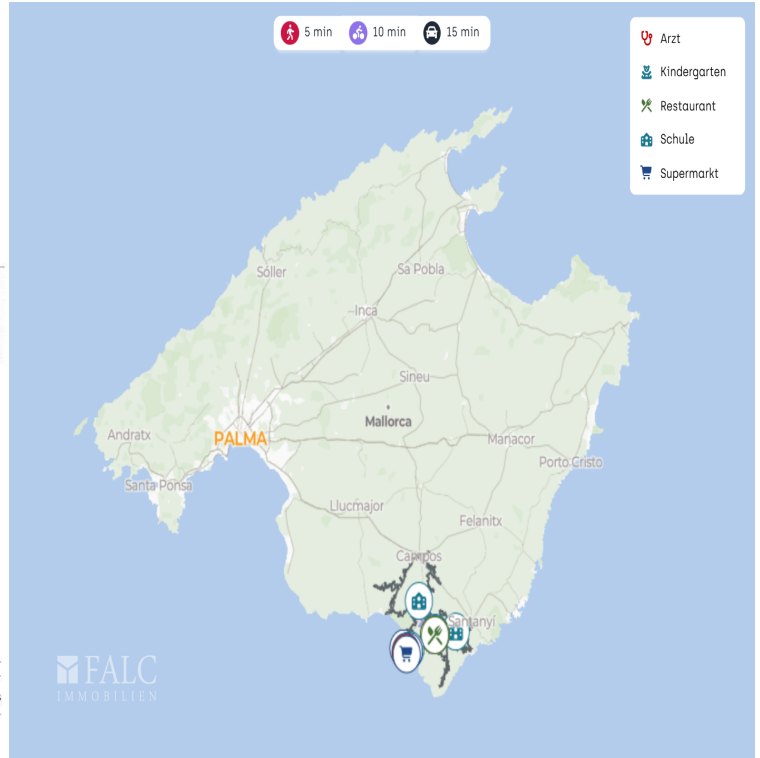 5 min
10 min
15 min
Arzt
Kindergarten
Restaurant
Schule
Supermarkt
Sóller
Sa Pobla
Inca
Sineu
Mallorca
Andratx
PALMA
Manacor
Porto Cristo
Santa Ponsa
Llucmajor
Felanitx
Campos
Santanyí
FALC
IMMOBILIEN